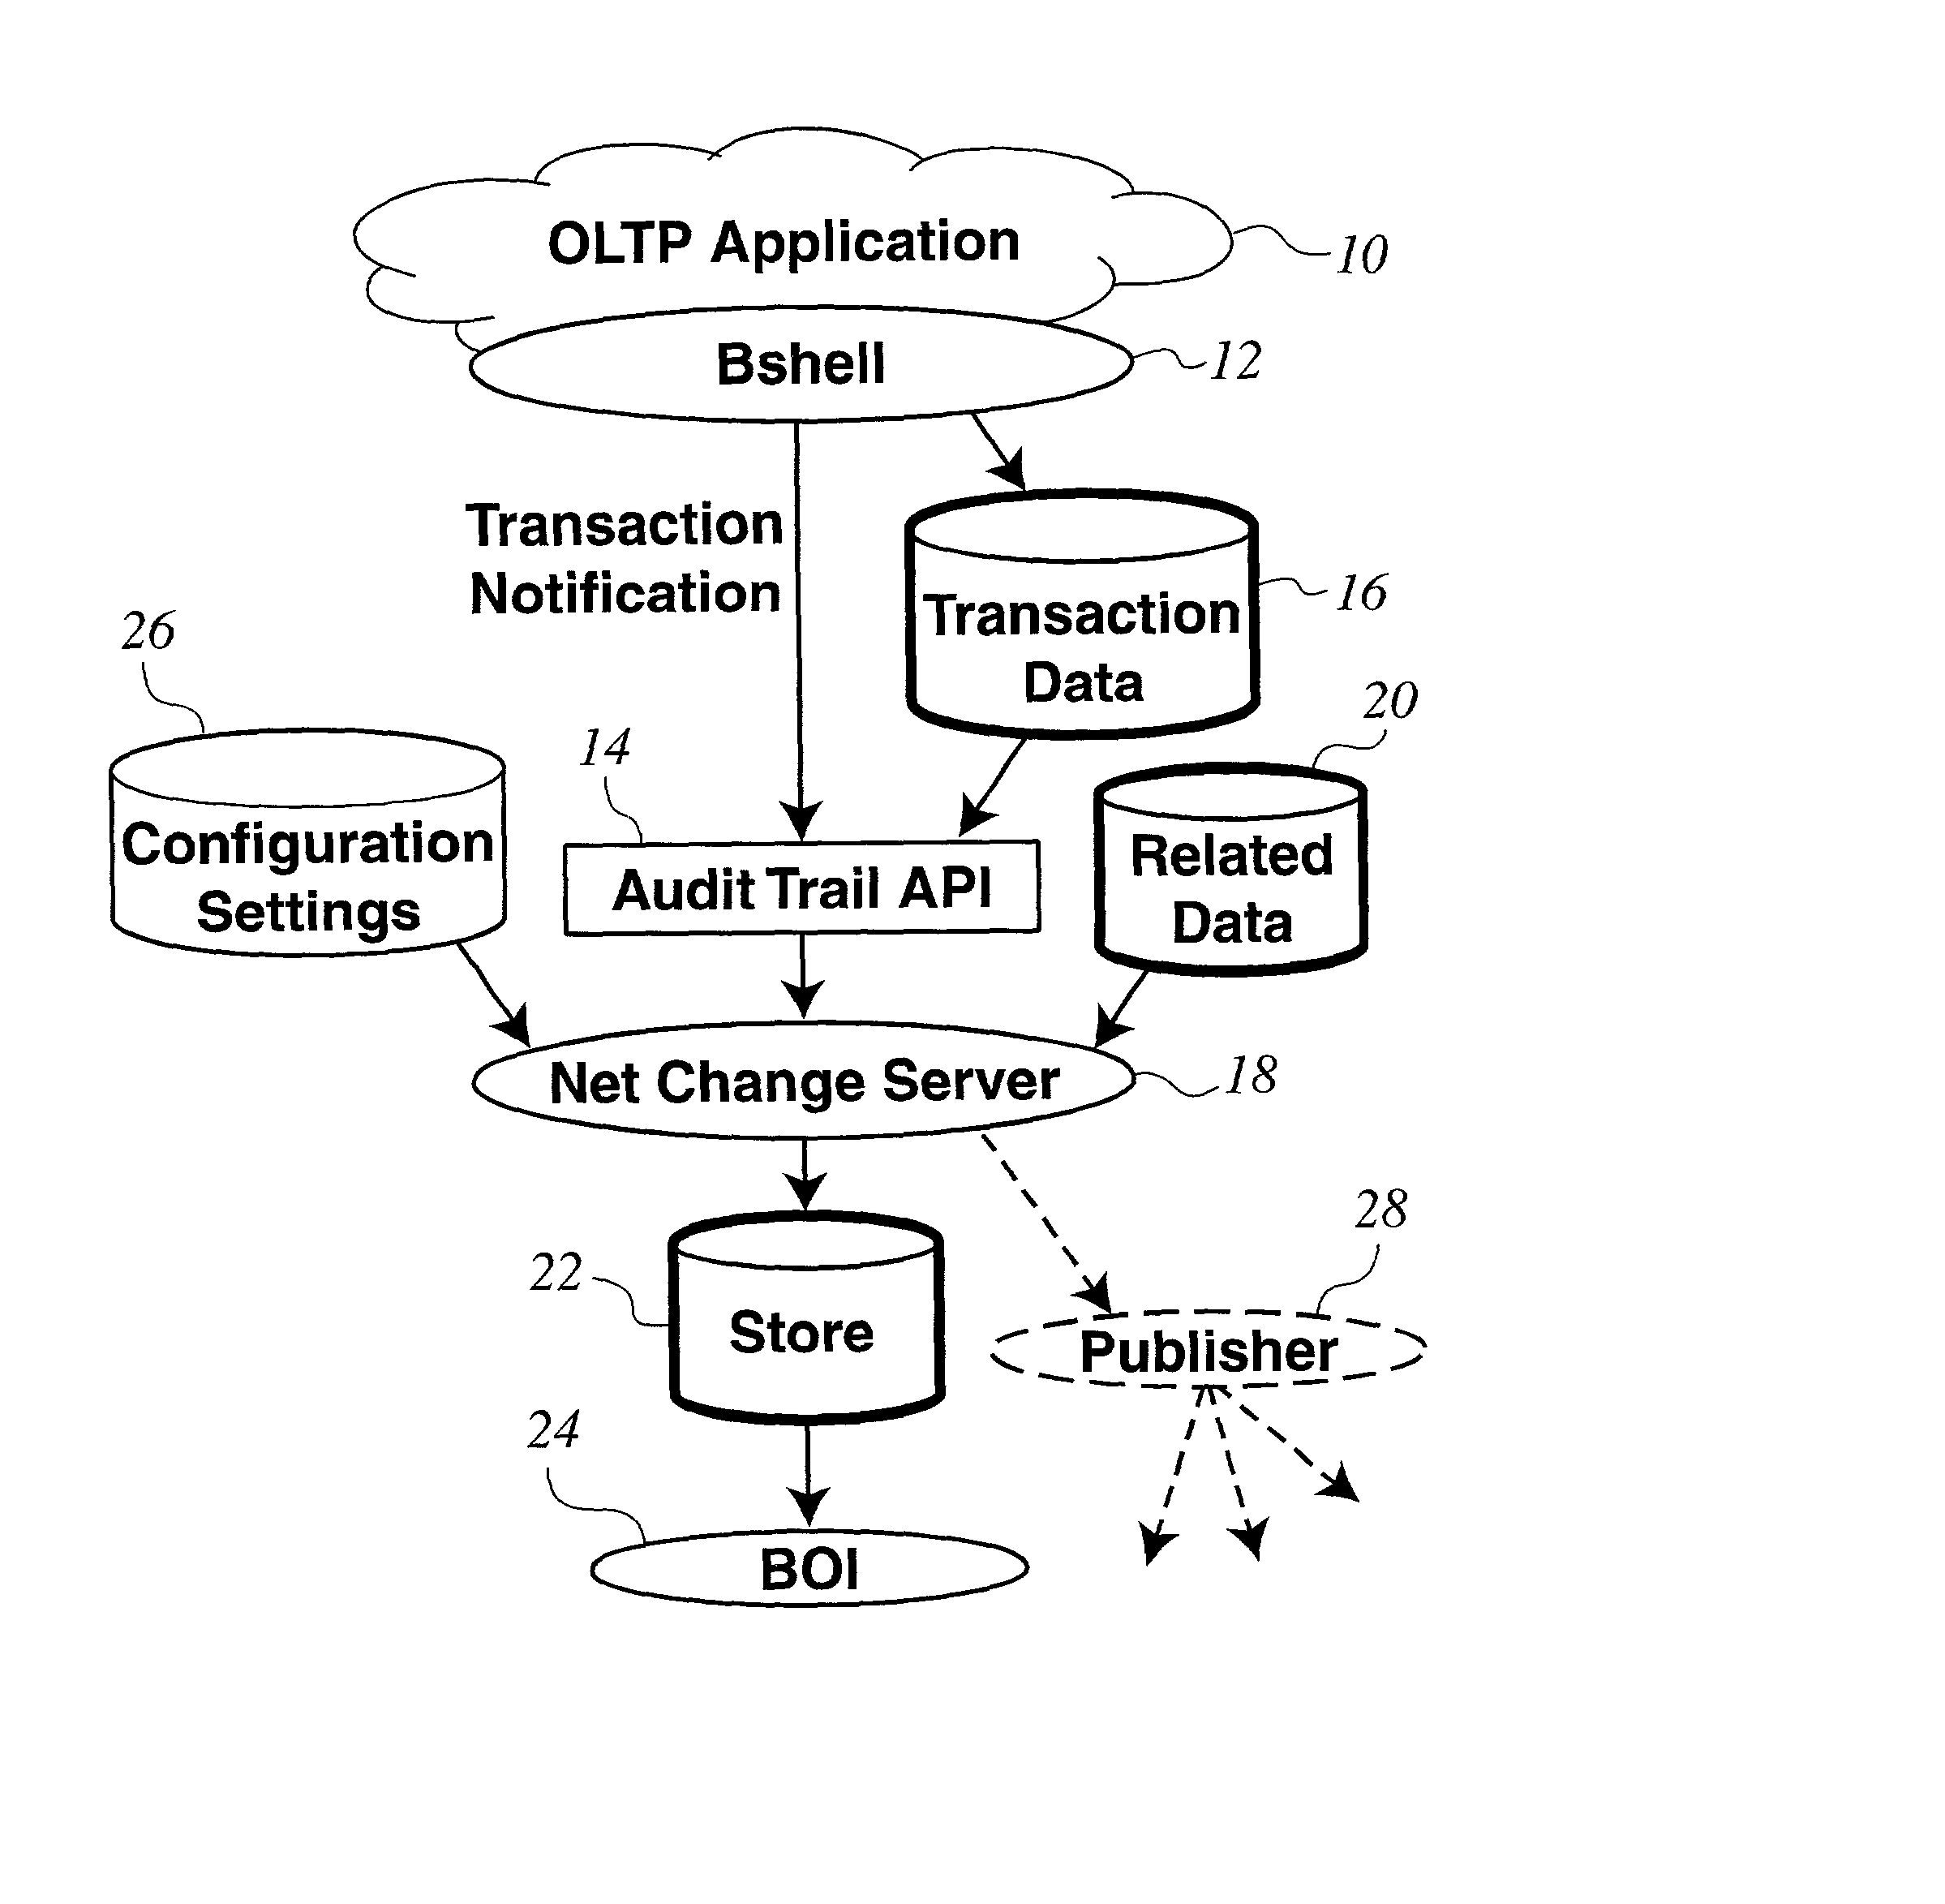 OLTP Application
10
Bshell
12
Transaction
Notification
Transaction
Data
16
26
Configuration
Settings
14
Audit Trail API
20
Related
Data
Net Change Server
18
22
Store
28
Publisher
24
BOI